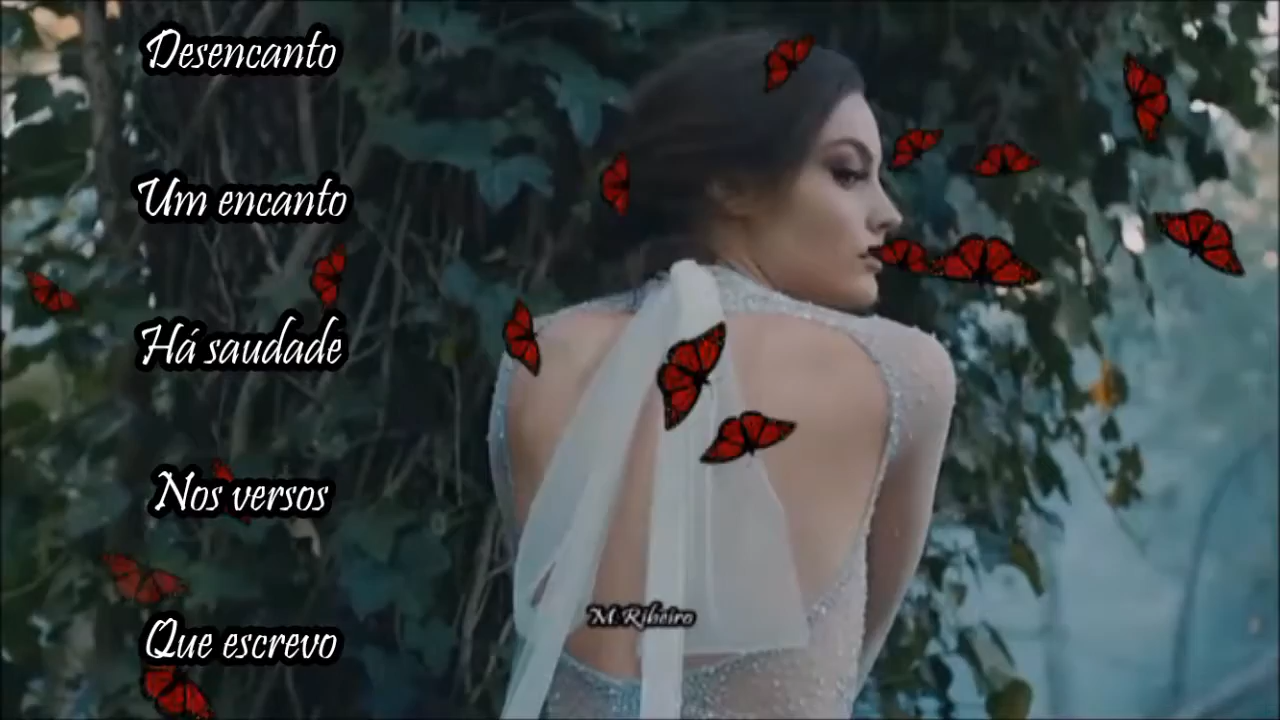 Desencanto
Um encanto
Há saudade
Nos versos
Que escrevo
M Ribeiro